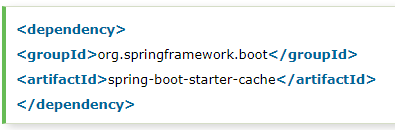 <dependency>
<groupId>org.springframework.boot</groupId>
<artifactId>spring-boot-starter-cache</artifactId>
</dependency>